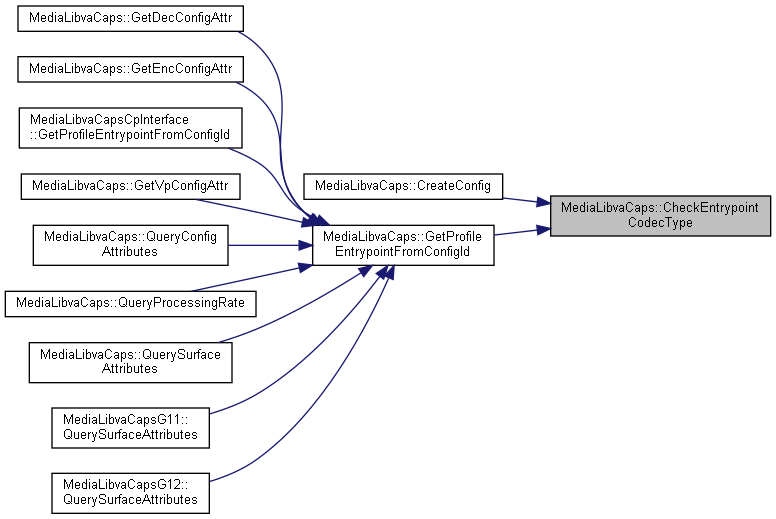 MediaLibvaCaps::GetDecConfigAttr
MediaLibvaCaps::GetEncConfigAttr
MediaLibvaCapsCpInterface
::GetProfileEntrypointFromConfigId
MediaLibvaCaps::GetVpConfigAttr
MediaLibvaCaps::QueryConfig
Attributes
MediaLibvaCaps::QueryProcessingRate
MediaLibvaCaps::QuerySurface
Attributes
MediaLibvaCapsG11::
QuerySurfaceAttributes
MediaLibvaCapsG12::
QuerySurfaceAttributes
MediaLibvaCaps::CreateConfig
MediaLibvaCaps::GetProfile
EntrypointFromConfigId
MediaLibvaCaps::CheckEntrypoint
CodecType